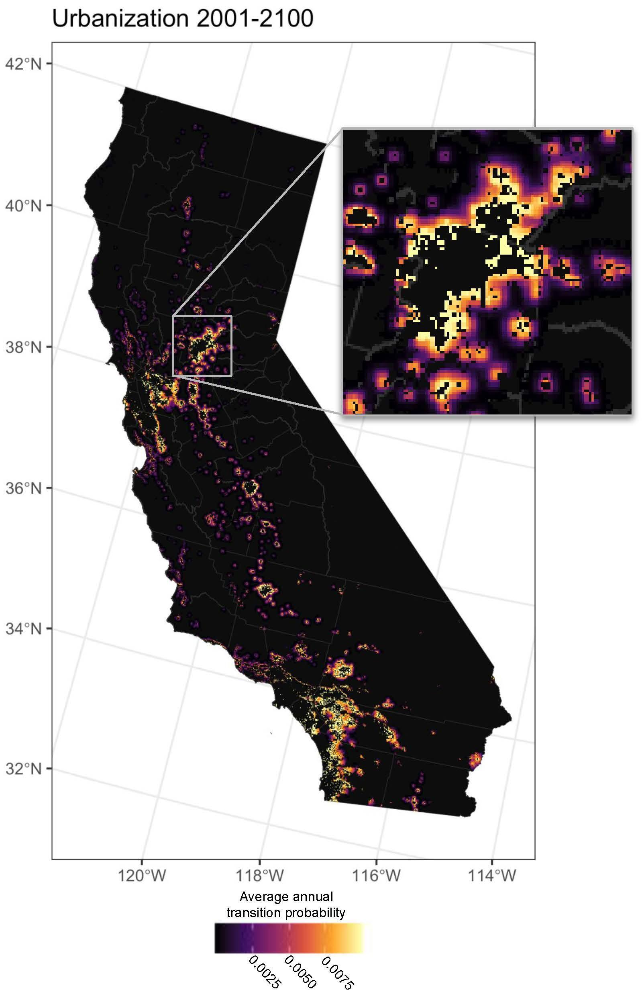 Urbanization 2001-2100
42°N
40°N
38°N
36°N
34°N
32°N
120°W
118°W
116°W
114°W
Average annual
transition probability
0.0025
0.0050
0.0075